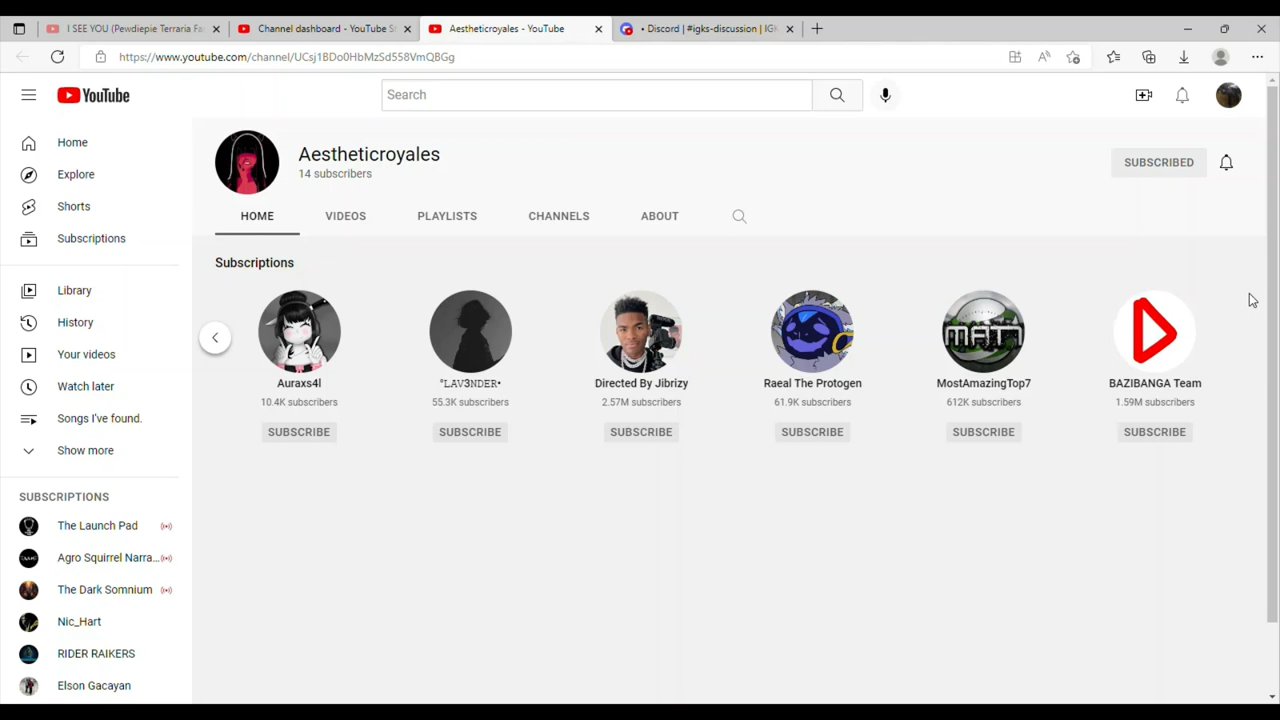 I SEE YOU (Pewdiepie Terraria Fa
Channel dashboard - YouTube S
Aestheticroyales - YouTube
• Discord | #igks-discussion | IGK
https://www.youtube.com/channel/UCsj1BDo0HbMzSd558VmQBGg
YouTube
Search
Home
Explore
Shorts
Subscriptions
Library
History
Your videos
Watch later
Songs I've found.
Show more
SUBSCRIPTIONS
The Launch Pad
Agro Squirrel Narra...
The Dark Somnium
Nic_Hart
RIDER RAIKERS
Elson Gacayan
Aestheticroyales
14 subscribers
SUBSCRIBED
HOME VIDEOS PLAYLISTS CHANNELS ABOUT
Subscriptions
MATT
Auraxs4l °LAV3NDER• Directed By Jibrizy Raeal The Protogen MostAmazingTop7 BAZIBANGA Team
10.4K subscribers 55.3K subscribers 2.57M subscribers 61.9K subscribers 612K subscribers 1.59M subscribers
SUBSCRIBE SUBSCRIBE SUBSCRIBE SUBSCRIBE SUBSCRIBE SUBSCRIBE